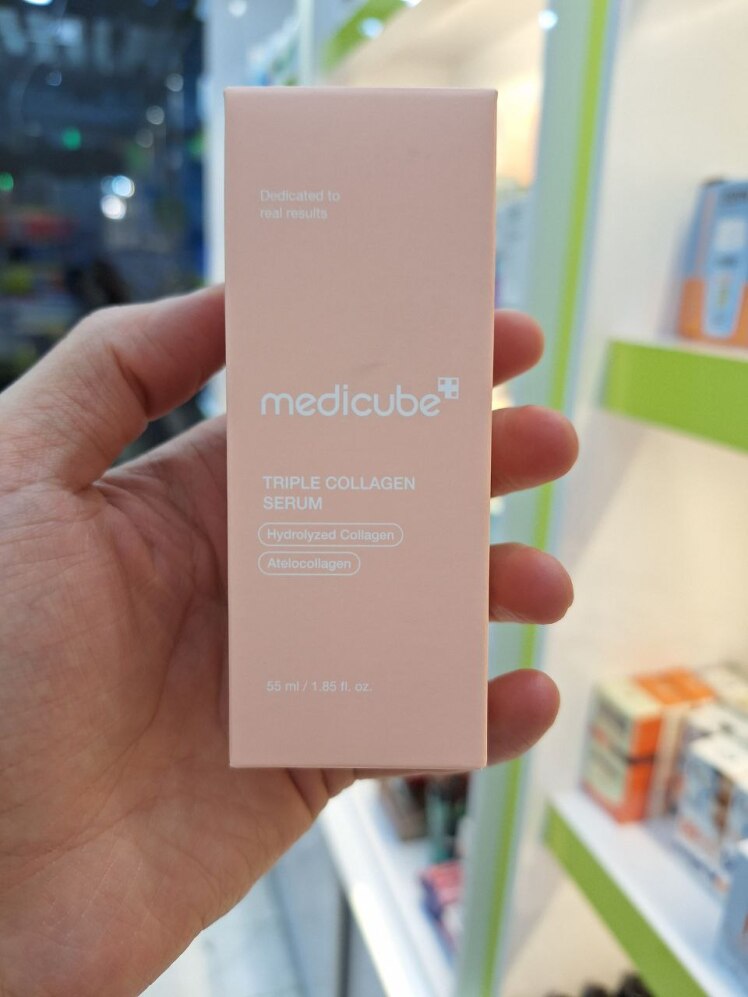 Dedicated to
real results
medicube
TRIPLE COLLAGEN
SERUM
Hydrolyzed Collagen
Atelocollagen
55 ml / 1.85 fl. oz.